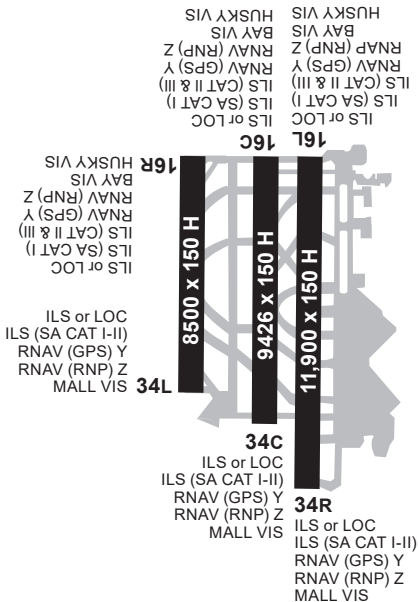 16C
ILS or LOC
ILS (SA CAT I)
ILS (CAT II & III)
RNAV (GPS) Y
RNAV (RNP) Z
BAY VIS
HUSKY VIS
16L
ILS or LOC
ILS (SA CAT I)
ILS (CAT II & III)
RNAV (GPS) Y
RNAP (RNP) Z
BAY VIS
HUSKY VIS
ILS or LOC
ILS (SA CAT I)
ILS (CAT II & III)
RNAV (GPS) Y
RNAV (RNP) Z
BAY VIS
16R HUSKY VIS
8500 x 150 H
9426 x 150 H
11,900 x 150 H
ILS or LOC
ILS (SA CAT I-II)
RNAV (GPS) Y
RNAV (RNP) Z
MALL VIS 34L
34C
ILS or LOC
ILS (SA CAT I-II)
RNAV (GPS) Y
RNAV (RNP) Z
MALL VIS
34R
ILS or LOC
ILS (SA CAT I-II)
RNAV (GPS) Y
RNAV (RNP) Z
MALL VIS